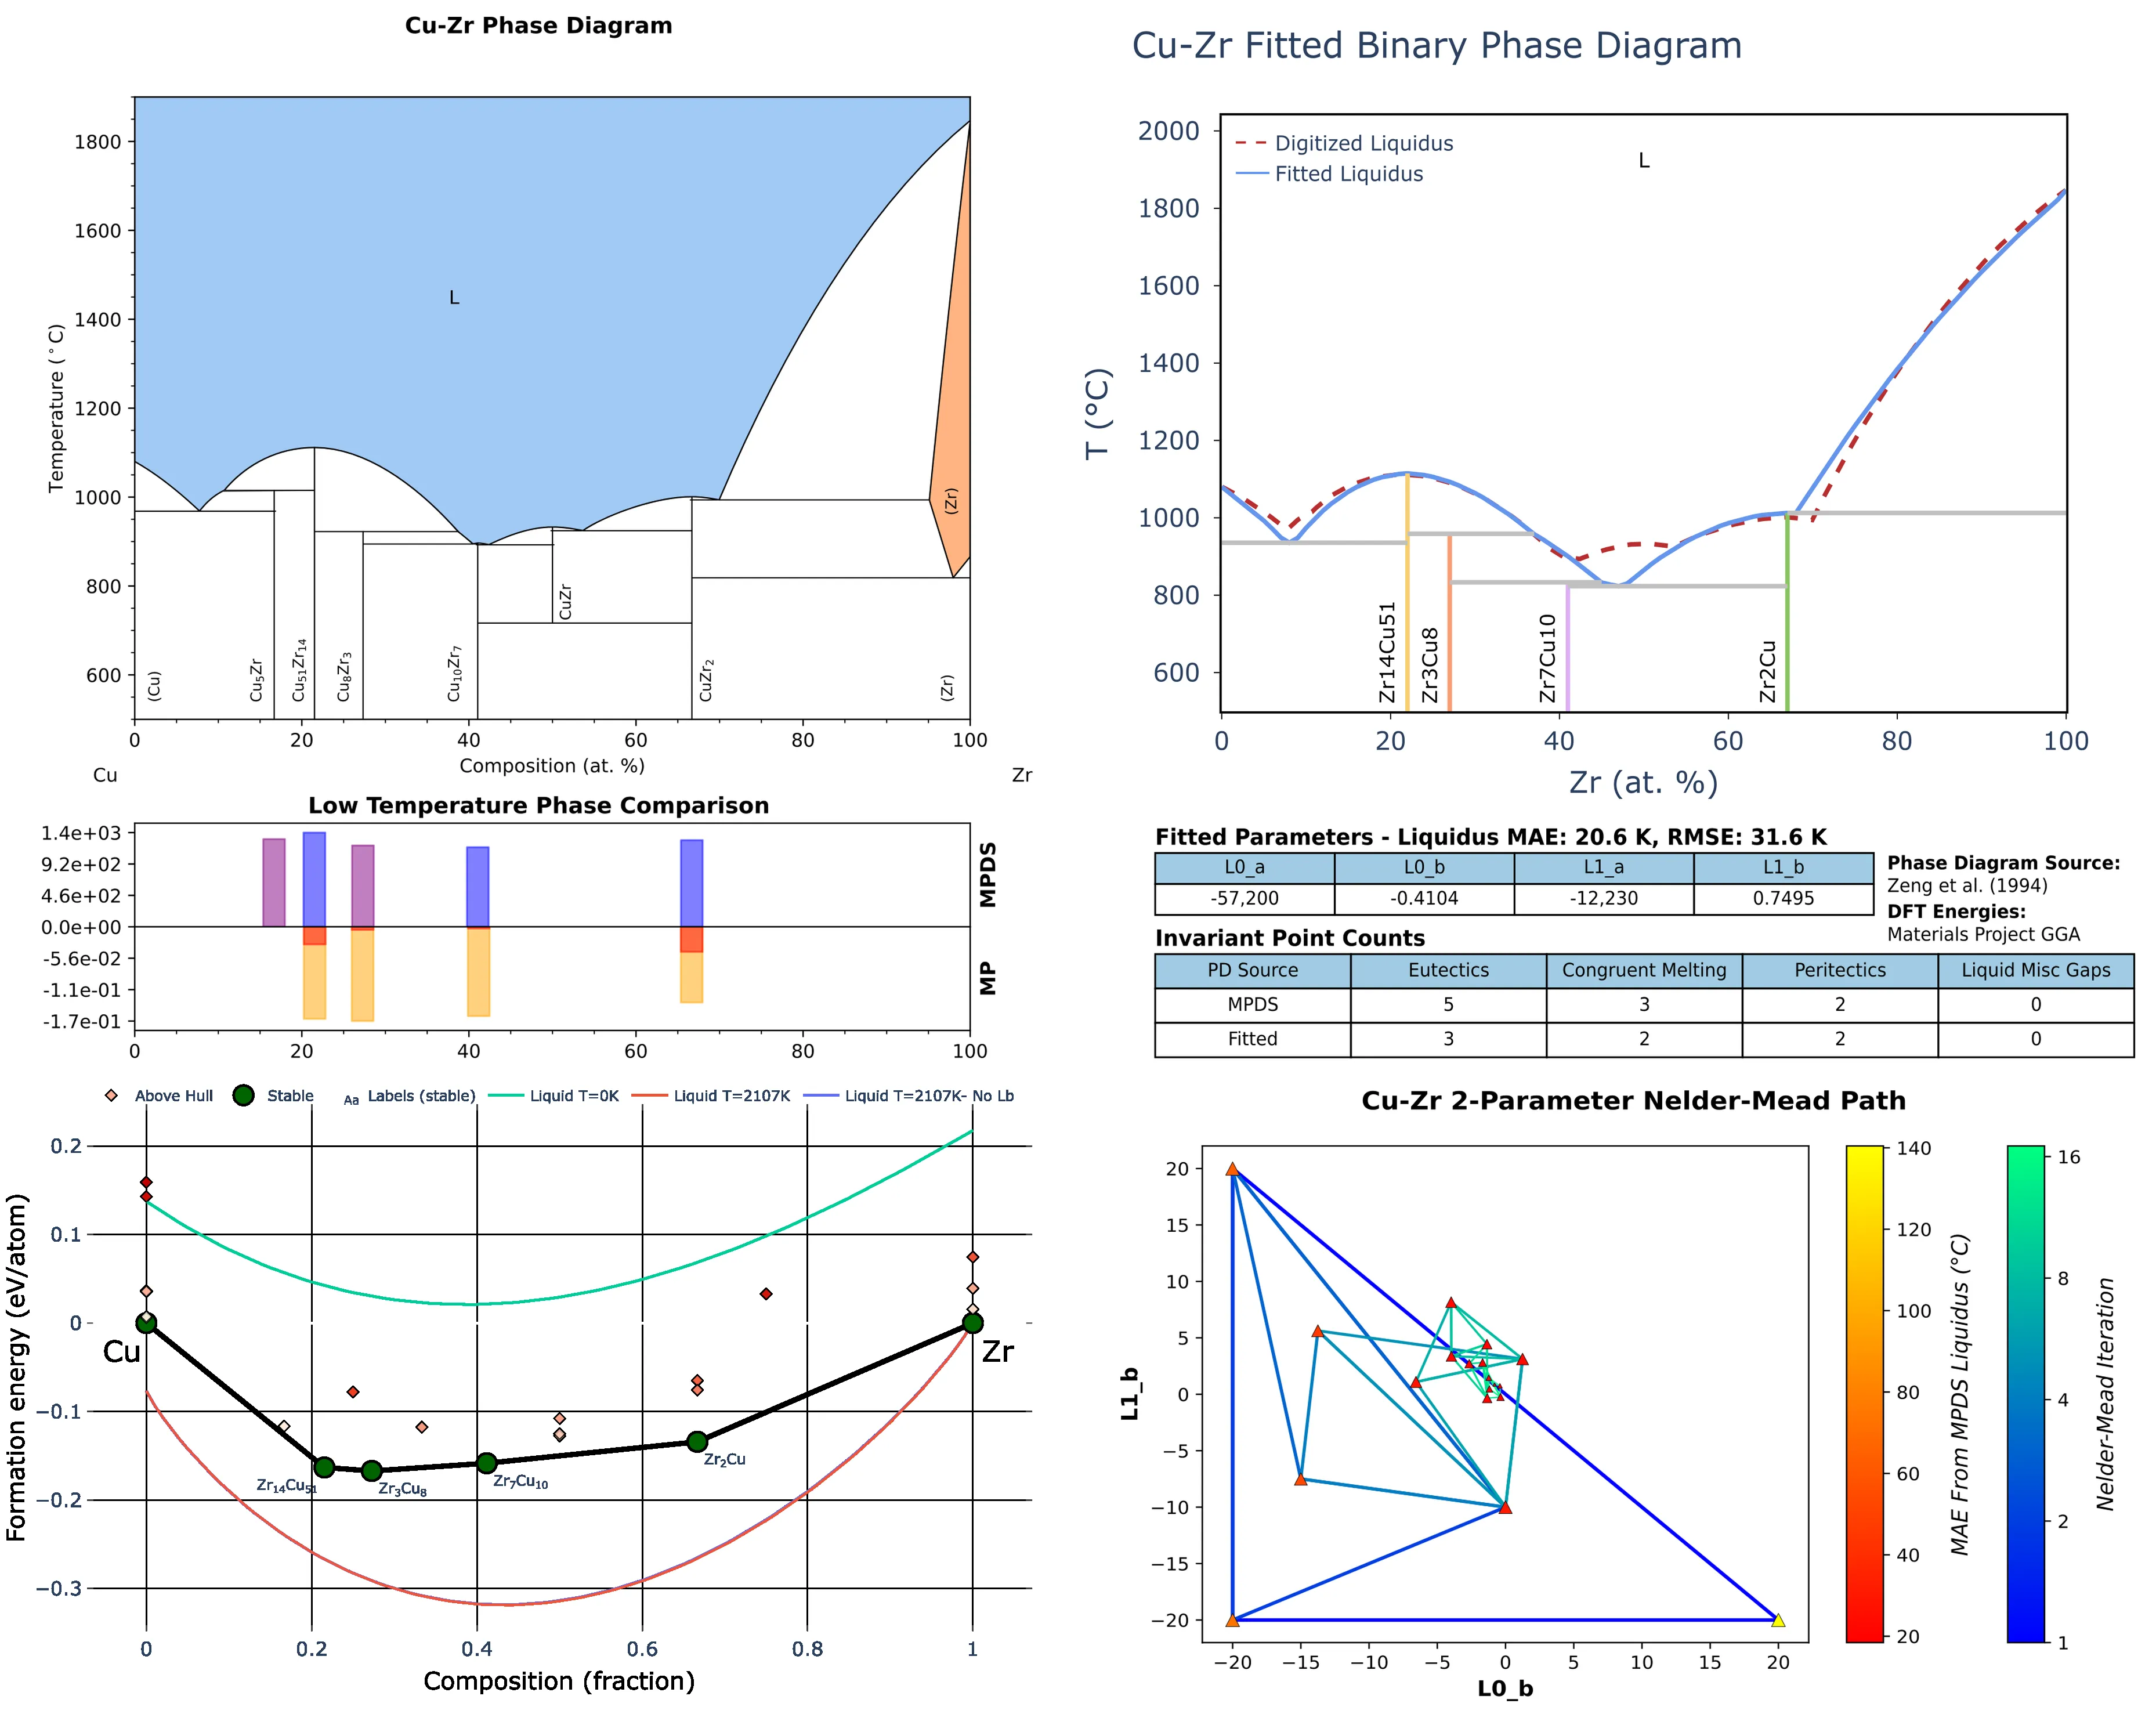 Cu-Zr Phase Diagram
Temperature (°C)
1800
1600
1400
1200
1000
800
600
L
(Cu)
Cu5Zr
Cu51Zr14
Cu8Zr3
Cu10Zr7
CuZr
CuZr2
(Zr)
(Zr)
0 20 40 60 80 100
Composition (at. %)
Cu Zr
Cu-Zr Fitted Binary Phase Diagram
Digitized Liquidus
Fitted Liquidus
L
T (°C)
2000
1800
1600
1400
1200
1000
800
600
Zr14Cu51
Zr3Cu8
Zr7Cu10
Zr2Cu
0 20 40 60 80 100
Zr (at. %)
Low Temperature Phase Comparison
1.4e+03
9.2e+02
4.6e+02
0.0e+00
-5.6e-02
-1.1e-01
-1.7e-01
MPDS
MP
0 20 40 60 80 100
Fitted Parameters - Liquidus MAE: 20.6 K, RMSE: 31.6 K
L0_a L0_b L1_a L1_b
-57,200 -0.4104 -12,230 0.7495
Phase Diagram Source:
Zeng et al. (1994)
DFT Energies:
Materials Project GGA
Invariant Point Counts
PD Source Eutectics Congruent Melting Peritectics Liquid Misc Gaps
MPDS 5 3 2 0
Fitted 3 2 2 0
Above Hull Stable Aa Labels (stable) Liquid T=0K Liquid T=2107K Liquid T=2107K- No Lb
Formation energy (eV/atom)
0.2
0.1
0
−0.1
−0.2
−0.3
Cu
Zr
Zr14Cu51
Zr3Cu8
Zr7Cu10
Zr2Cu
0 0.2 0.4 0.6 0.8 1
Composition (fraction)
Cu-Zr 2-Parameter Nelder-Mead Path
L1_b
20
15
10
5
0
−5
−10
−15
−20
−20 −15 −10 −5 0 5 10 15 20
L0_b
140
120
100
80
60
40
20
MAE From MPDS Liquidus (°C)
16
8
4
2
1
Nelder-Mead Iteration